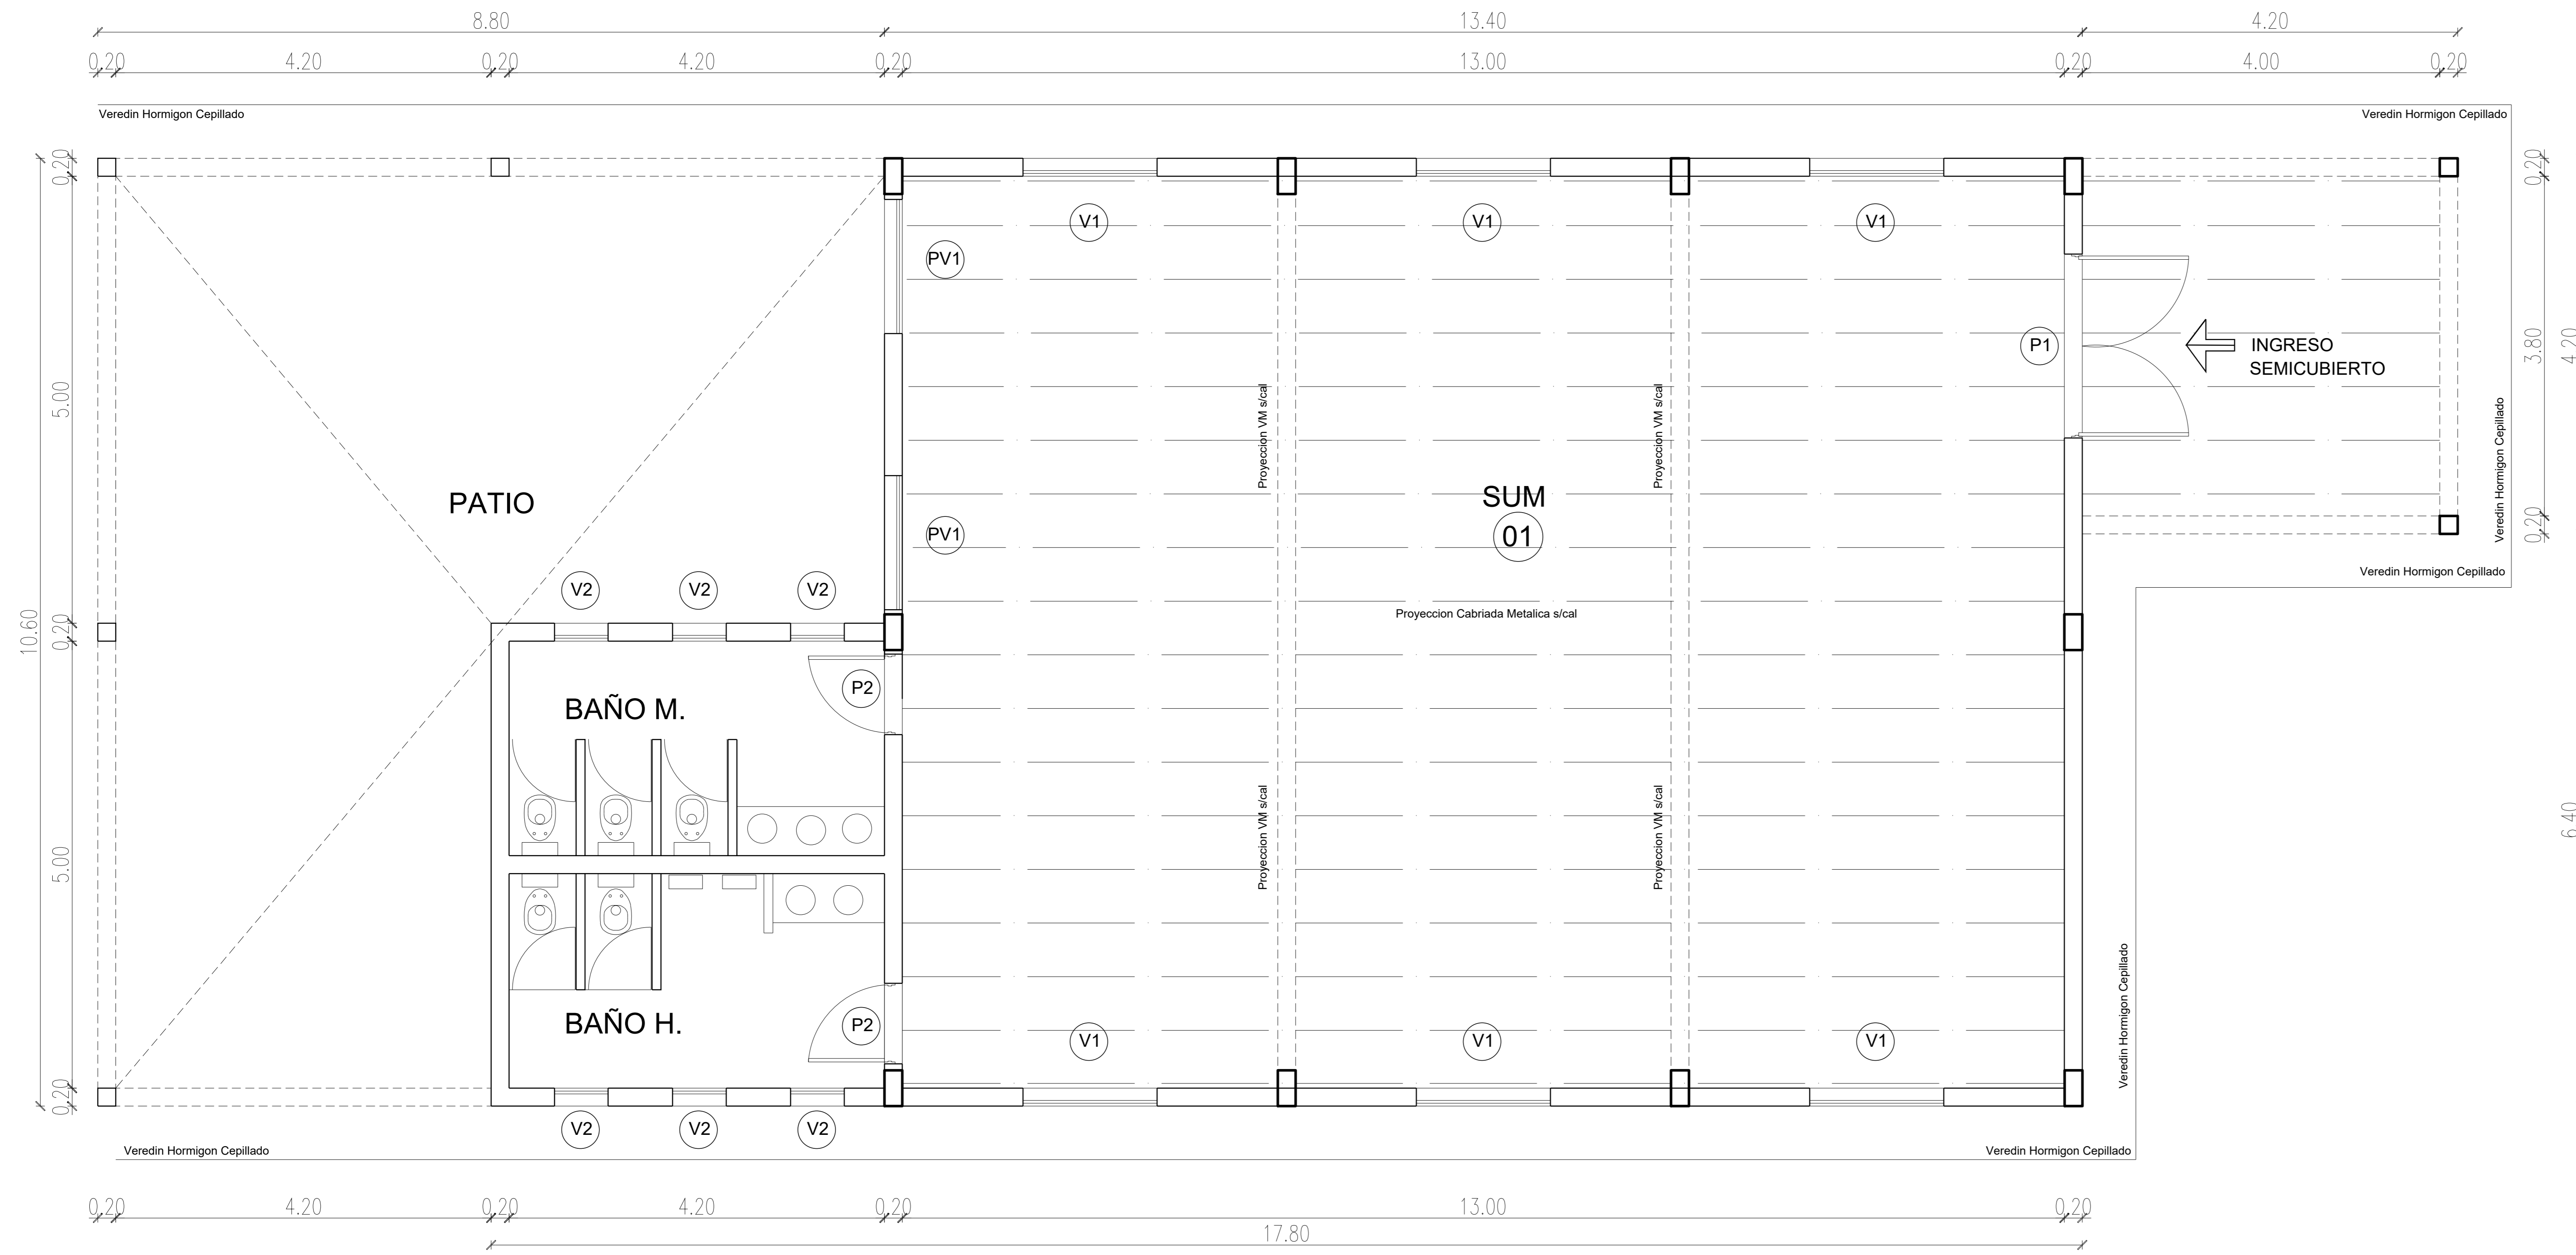 8.80 13.40 4.20
0.20 4.20 0.20 4.20 0.20 13.00 0.20 4.00 0.20
Veredin Hormigon Cepillado
Veredin Hormigon Cepillado
0.20
5.00
0.20
5.00
0.20
10.60
0.20
3.80
0.20
4.20
6.40
V1 V1 V1
PV1
P1
INGRESO
SEMICUBIERTO
Proyeccion VM s/cal
Proyeccion VM s/cal
Veredin Hormigon Cepillado
PATIO
SUM
01
PV1
Veredin Hormigon Cepillado
V2 V2 V2
Proyeccion Cabriada Metalica s/cal
P2
BAÑO M.
Proyeccion VM s/cal
Proyeccion VM s/cal
BAÑO H.
P2
V1 V1 V1
Veredin Hormigon Cepillado
V2 V2 V2
Veredin Hormigon Cepillado
Veredin Hormigon Cepillado
0.20 4.20 0.20 4.20 0.20 13.00 0.20
17.80